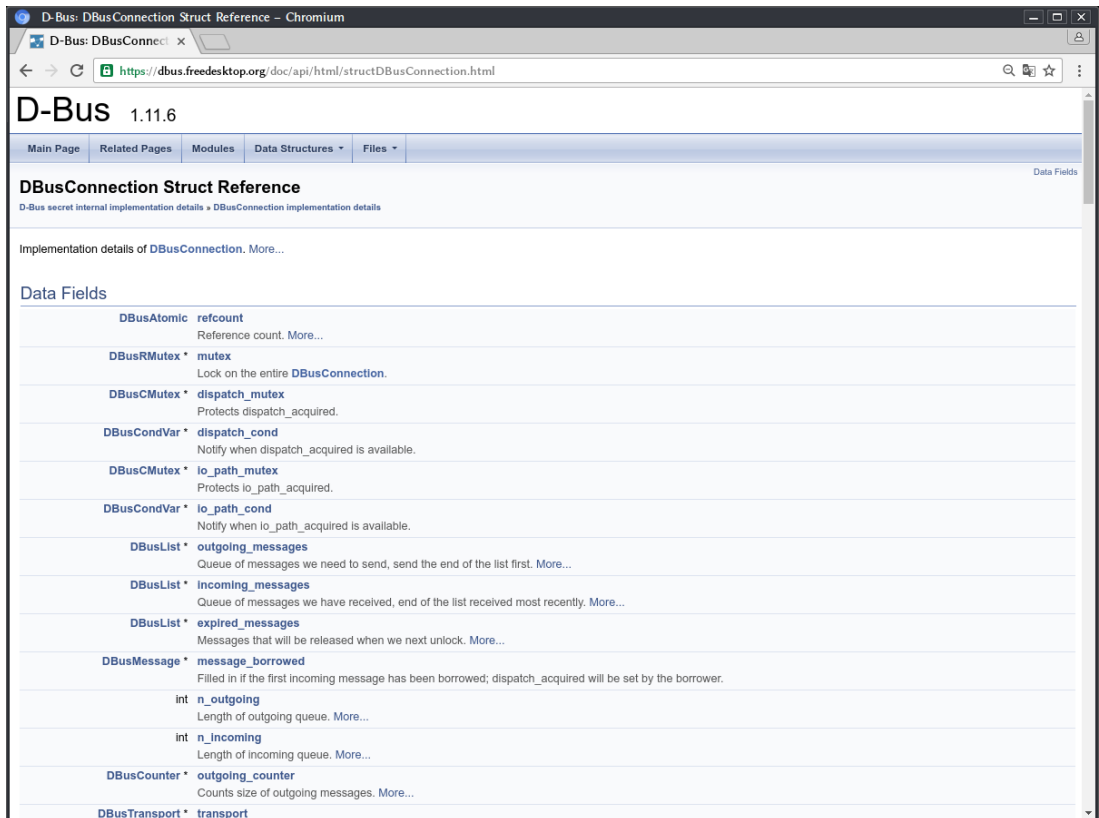 D-Bus: DBusConnection Struct Reference – Chromium
D-Bus: DBusConnect
https://dbus.freedesktop.org/doc/api/html/structDBusConnection.html
D-Bus 1.11.6
Main Page Related Pages Modules Data Structures Files
Data Fields
DBusConnection Struct Reference
D-Bus secret internal implementation details » DBusConnection implementation details
Implementation details of DBusConnection. More...
Data Fields
DBusAtomic refcount
Reference count. More...
DBusRMutex * mutex
Lock on the entire DBusConnection.
DBusCMutex * dispatch_mutex
Protects dispatch_acquired.
DBusCondVar * dispatch_cond
Notify when dispatch_acquired is available.
DBusCMutex * io_path_mutex
Protects io_path_acquired.
DBusCondVar * io_path_cond
Notify when io_path_acquired is available.
DBusList * outgoing_messages
Queue of messages we need to send, send the end of the list first. More...
DBusList * incoming_messages
Queue of messages we have received, end of the list received most recently. More...
DBusList * expired_messages
Messages that will be released when we next unlock. More...
DBusMessage * message_borrowed
Filled in if the first incoming message has been borrowed; dispatch_acquired will be set by the borrower.
int n_outgoing
Length of outgoing queue. More...
int n_incoming
Length of incoming queue. More...
DBusCounter * outgoing_counter
Counts size of outgoing messages. More...
DBusTransport * transport